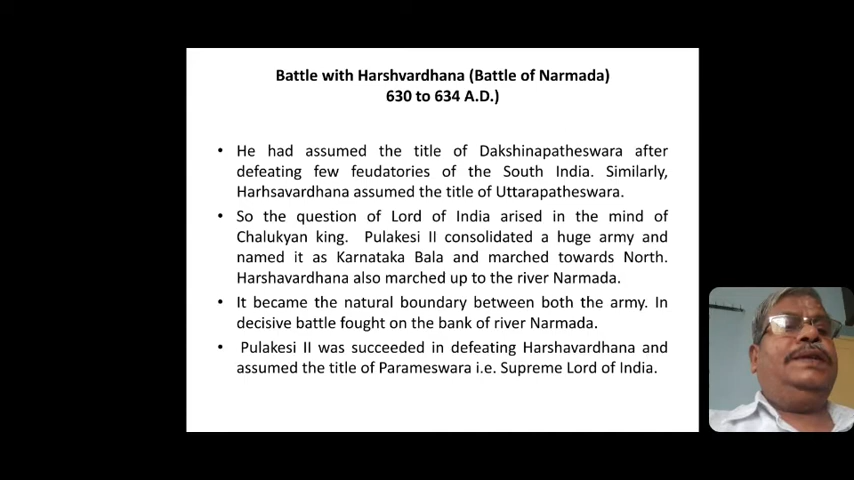 Battle with Harshvardhana (Battle of Narmada)
630 to 634 A.D.)
• He had assumed the title of Dakshinapatheswara after
defeating few feudatories of the South India. Similarly,
Harhsavardhana assumed the title of Uttarapatheswara.
• So the question of Lord of India arised in the mind of
Chalukyan king. Pulakesi II consolidated a huge army and
named it as Karnataka Bala and marched towards North.
Harshavardhana also marched up to the river Narmada.
• It became the natural boundary between both the army. In
decisive battle fought on the bank of river Narmada.
• Pulakesi II was succeeded in defeating Harshavardhana and
assumed the title of Parameswara i.e. Supreme Lord of India.